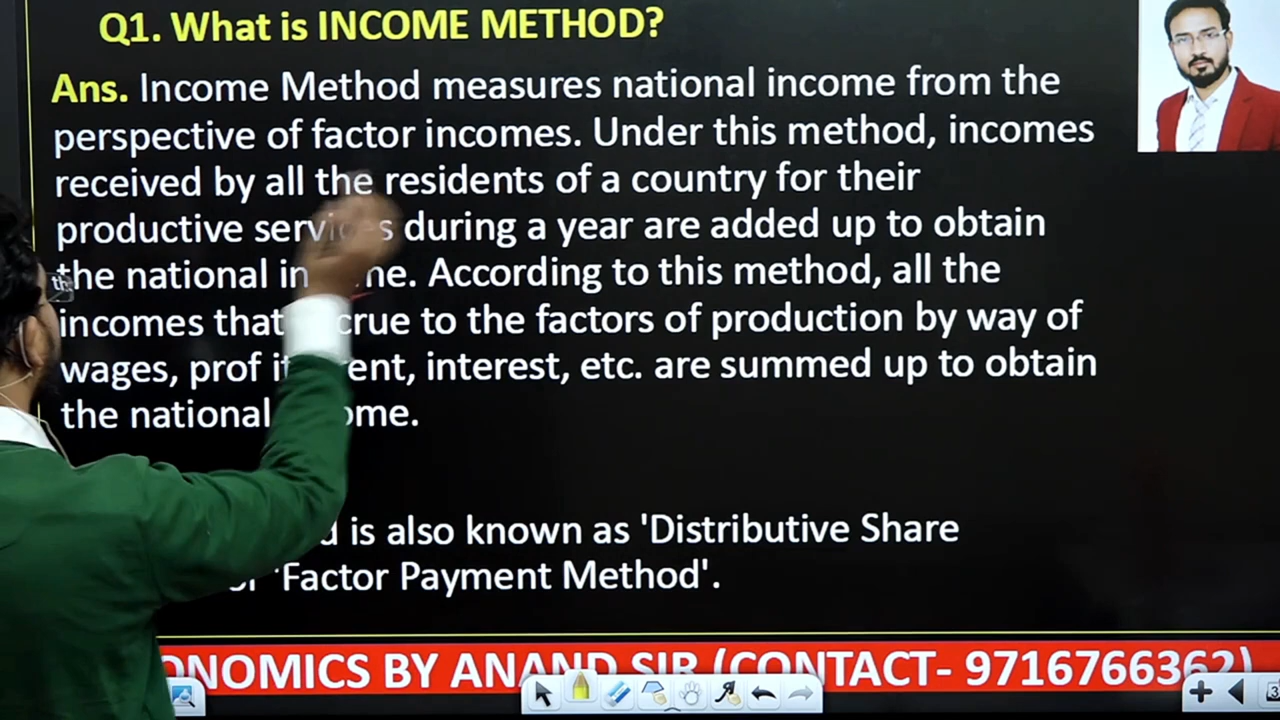 Q1. What is INCOME METHOD?
Ans. Income Method measures national income from the
perspective of factor incomes. Under this method, incomes
received by all the residents of a country for their
productive services during a year are added up to obtain
the national income. According to this method, all the
incomes that crue to the factors of production by way of
wages, prof it ent, interest, etc. are summed up to obtain
the national ome.
is also known as 'Distributive Share
'Factor Payment Method'.
ONOMICS BY ANAND SIR (CONTACT- 9716766362)